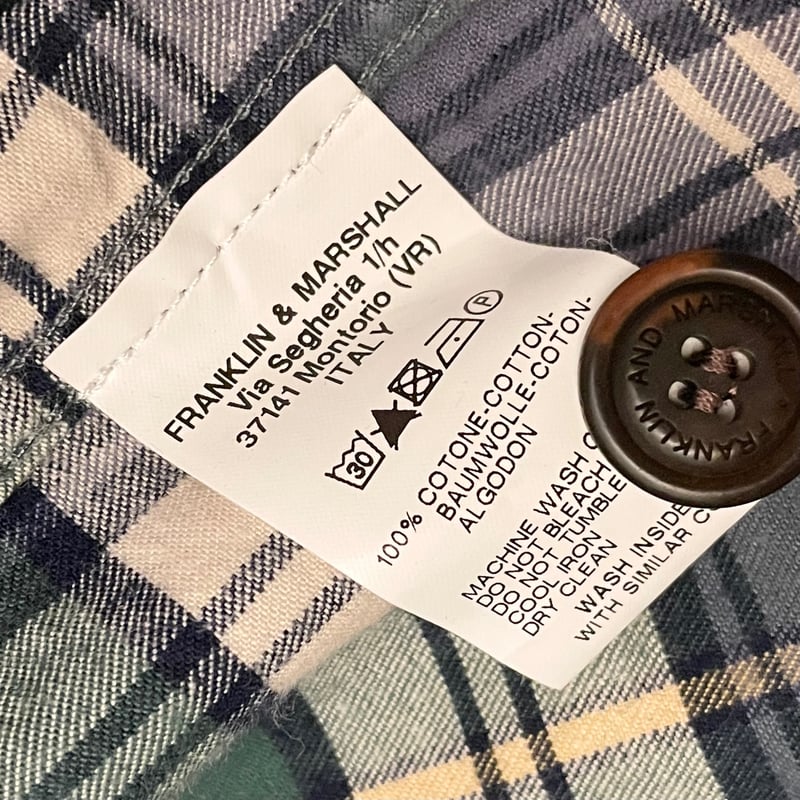 FRANKLIN & MARSHALL
Via Segheria 1/h
37141 Montorio (VR)
ITALY
30
P
100% COTONE-COTTON-
BAUMWOLLE-COTON-
ALGODON
MACHINE WASH
DO NOT BLEACH
DO NOT TUMBLE
COOL IRON
DRY CLEAN
WASH INSIDE
WITH SIMILAR
FRANKLIN AND MARSHALL